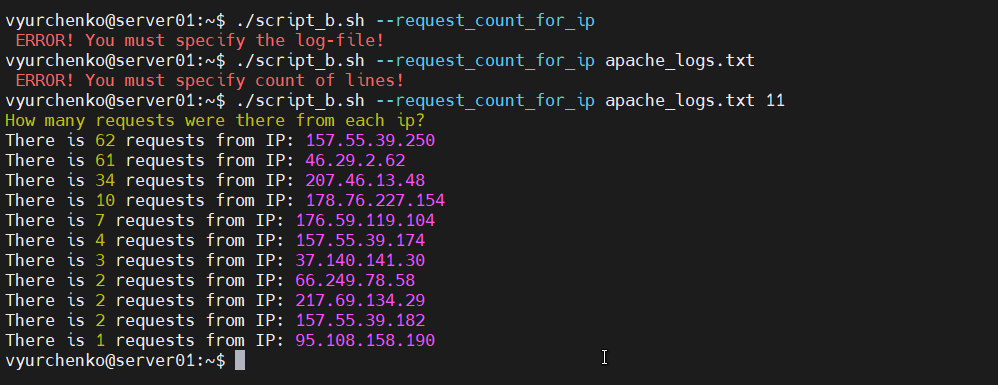 vyurchenko@server01:~$ ./script_b.sh --request_count_for_ip
ERROR! You must specify the log-file!
vyurchenko@server01:~$ ./script_b.sh --request_count_for_ip apache_logs.txt
ERROR! You must specify count of lines!
vyurchenko@server01:~$ ./script_b.sh --request_count_for_ip apache_logs.txt 11
How many requests were there from each ip?
There is 62 requests from IP: 157.55.39.250
There is 61 requests from IP: 46.29.2.62
There is 34 requests from IP: 207.46.13.48
There is 10 requests from IP: 178.76.227.154
There is 7 requests from IP: 176.59.119.104
There is 4 requests from IP: 157.55.39.174
There is 3 requests from IP: 37.140.141.30
There is 2 requests from IP: 66.249.78.58
There is 2 requests from IP: 217.69.134.29
There is 2 requests from IP: 157.55.39.182
There is 1 requests from IP: 95.108.158.190
vyurchenko@server01:~$